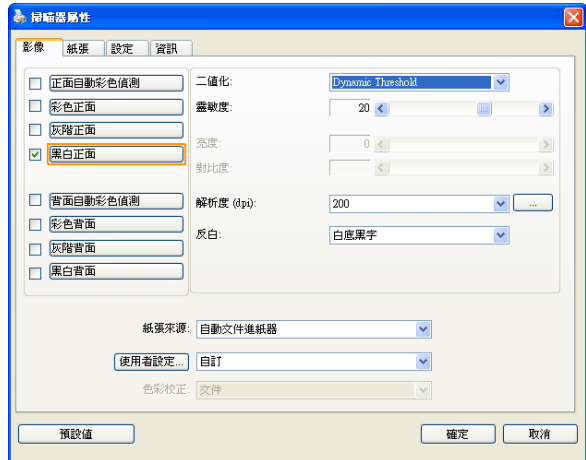 掃瞄器屬性
影像 紙張 設定 資訊
正面自動彩色偵測
彩色正面
灰階正面
黑白正面
背面自動彩色偵測
彩色背面
灰階背面
黑白背面
二値化: Dynamic Threshold
靈敏度: 20
亮度: 0
對比度:
解析度 (dpi): 200 ...
反白: 白底黑字
紙張來源: 自動文件進紙器
使用者設定... 自訂
色彩校正: 文件
預設値 確定 取消